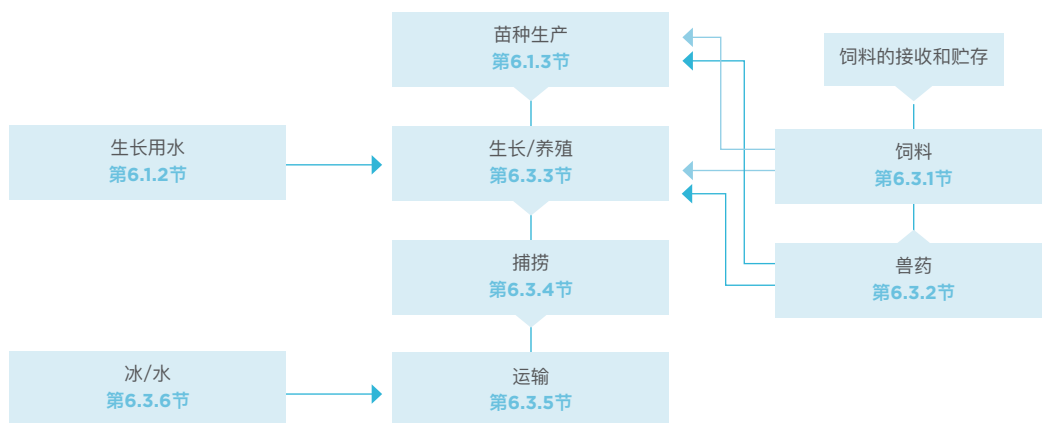 苗种生产
第6.1.3节
饲料的接收和贮存
生长用水
第6.1.2节
生长/养殖
第6.3.3节
饲料
第6.3.1节
捕捞
第6.3.4节
兽药
第6.3.2节
冰/水
第6.3.6节
运输
第6.3.5节